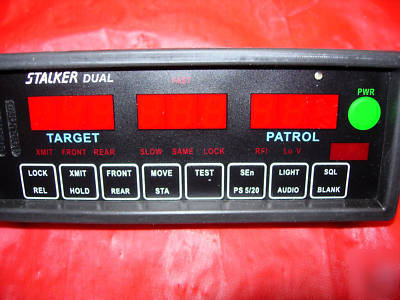 STALKER DUAL
FAST
PWR
TARGET
PATROL
XMIT FRONT REAR SLOW SAME LOCK RFI Lo V
LOCK REL
XMIT HOLD
FRONT REAR
MOVE STA
TEST
SEn PS 5/20
LIGHT AUDIO
SQL BLANK